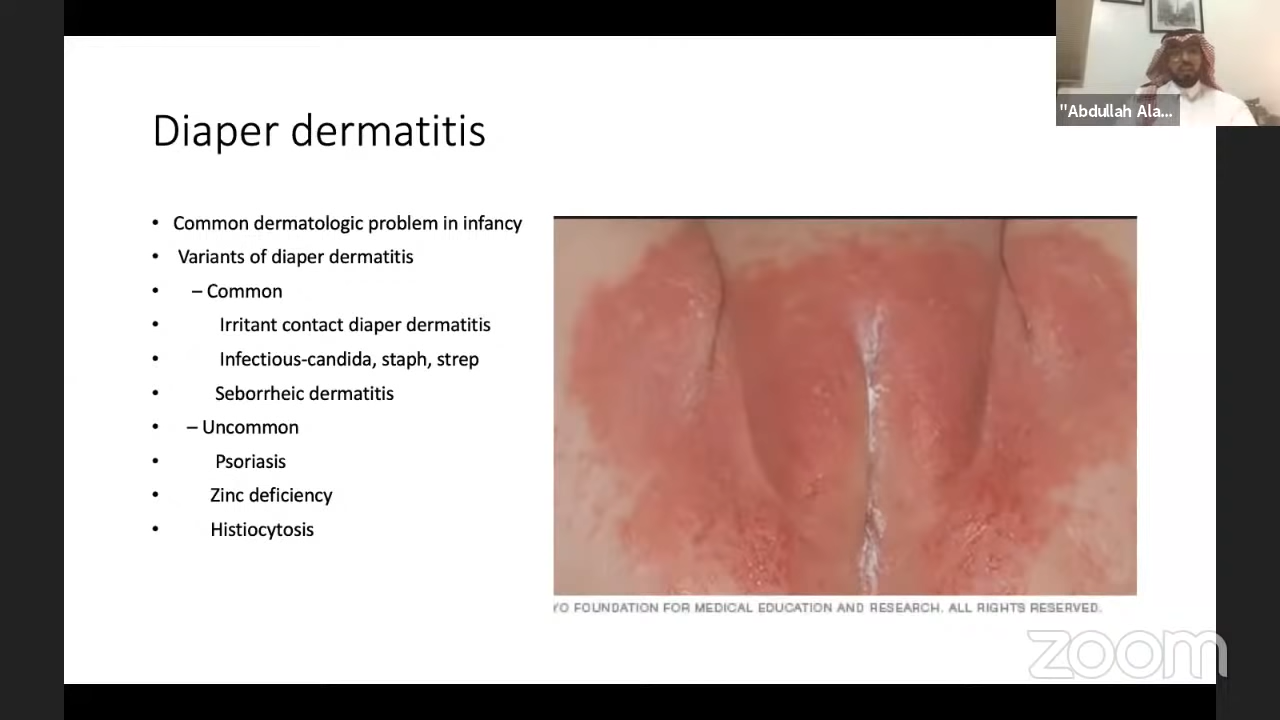 Diaper dermatitis
"Abdullah Ala...
• Common dermatologic problem in infancy
• Variants of diaper dermatitis
• – Common
• Irritant contact diaper dermatitis
• Infectious-candida, staph, strep
• Seborrheic dermatitis
• – Uncommon
• Psoriasis
• Zinc deficiency
• Histiocytosis
YO FOUNDATION FOR MEDICAL EDUCATION AND RESEARCH. ALL RIGHTS RESERVED.
zoom